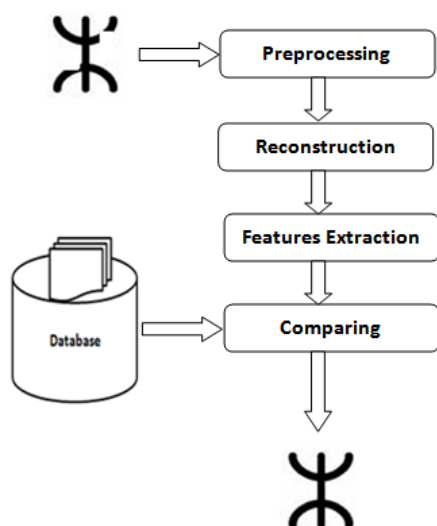 ⵣ
Preprocessing
Reconstruction
Features Extraction
Database
Comparing
ⵣ